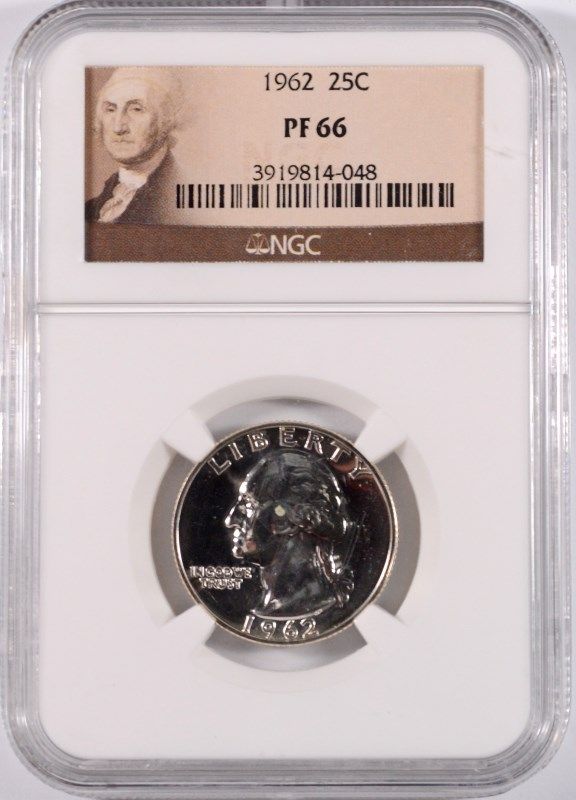 1962 25C
PF 66
3919814-048
NGC
LIBERTY
IN GOD WE
TRUST
1962